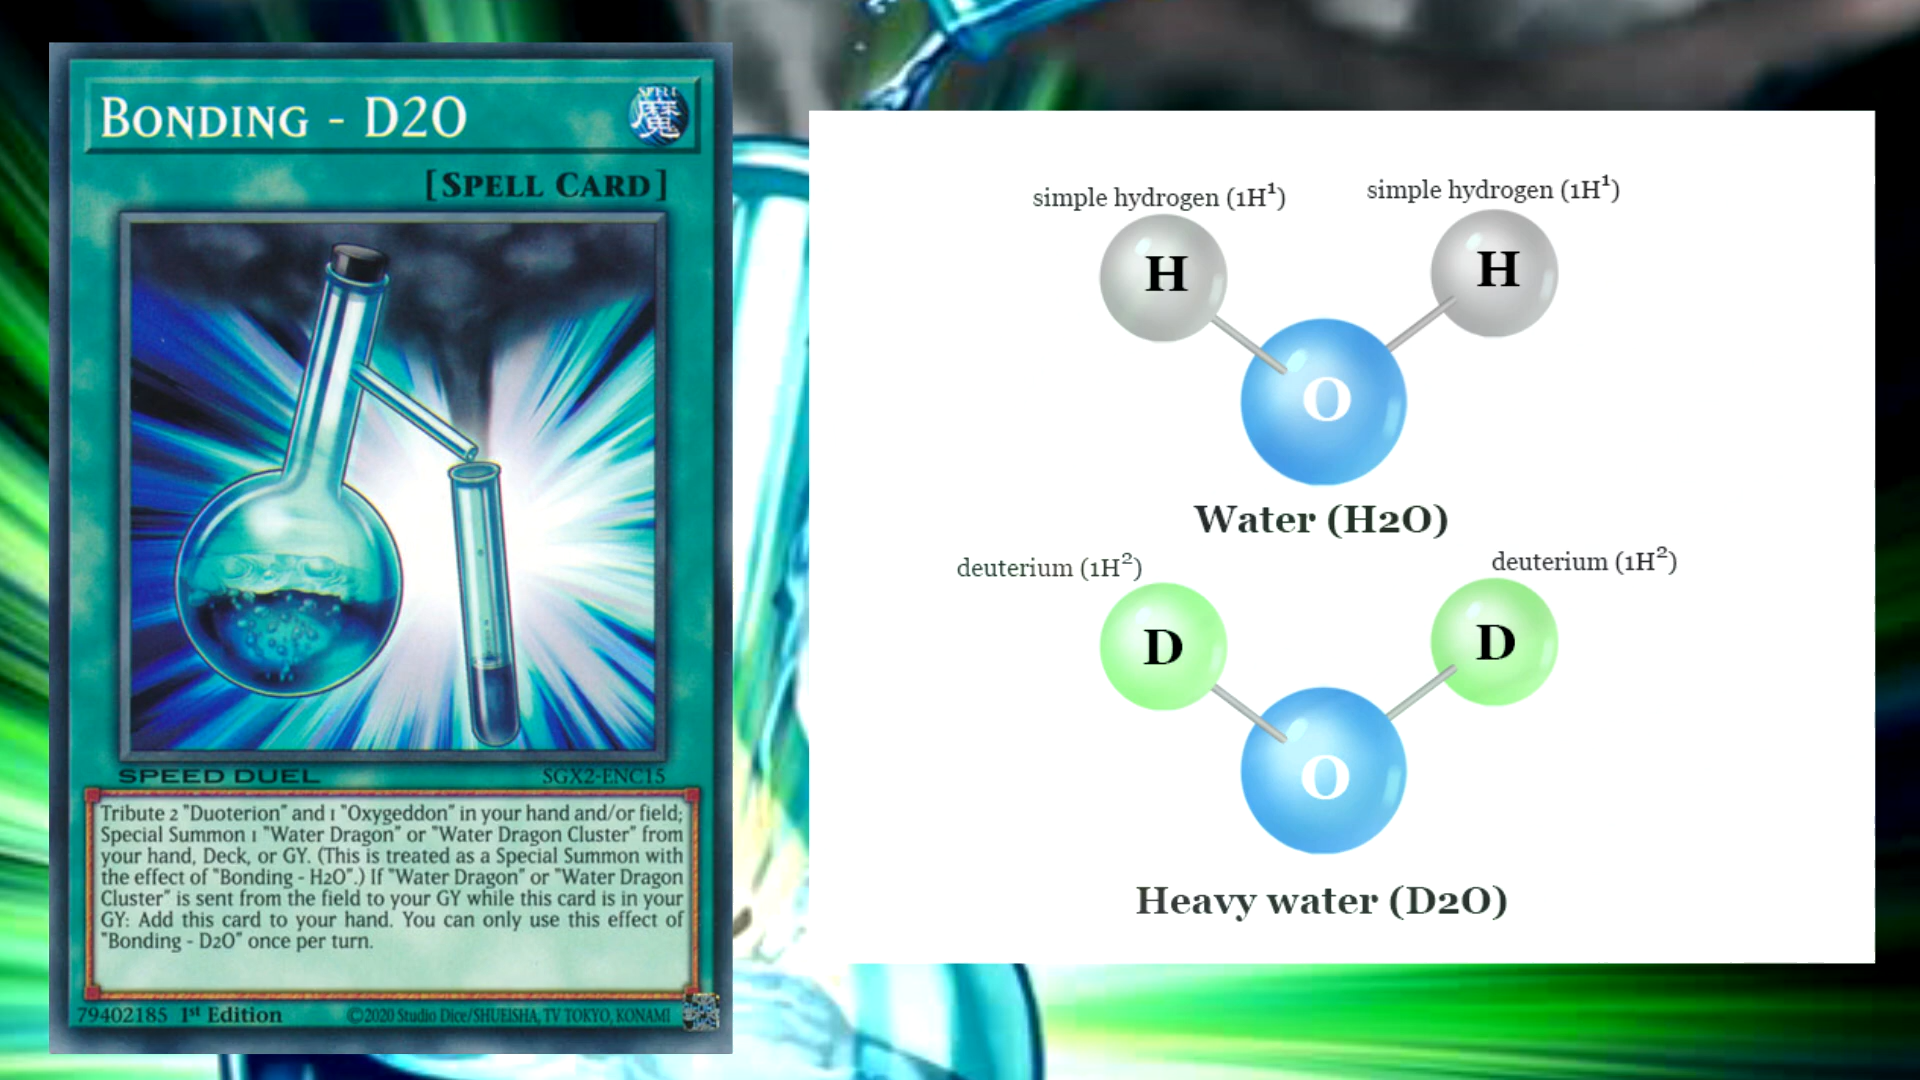 BONDING - D2O
SPELL
魔
[SPELL CARD]
SPEED DUEL
SGX2-ENC15
Tribute 2 "Duoterion" and 1 "Oxygeddon" in your hand and/or field;
Special Summon 1 "Water Dragon" or "Water Dragon Cluster" from
your hand, Deck, or GY. (This is treated as a Special Summon with
the effect of "Bonding - H2O".) If "Water Dragon" or "Water Dragon
Cluster" is sent from the field to your GY while this card is in your
GY: Add this card to your hand. You can only use this effect of
"Bonding - D2O" once per turn.
79402185 1st Edition
©2020 Studio Dice/SHUEISHA, TV TOKYO, KONAMI
simple hydrogen (1H¹)
simple hydrogen (1H¹)
H
H
O
Water (H2O)
deuterium (1H²)
deuterium (1H²)
D
D
O
Heavy water (D2O)